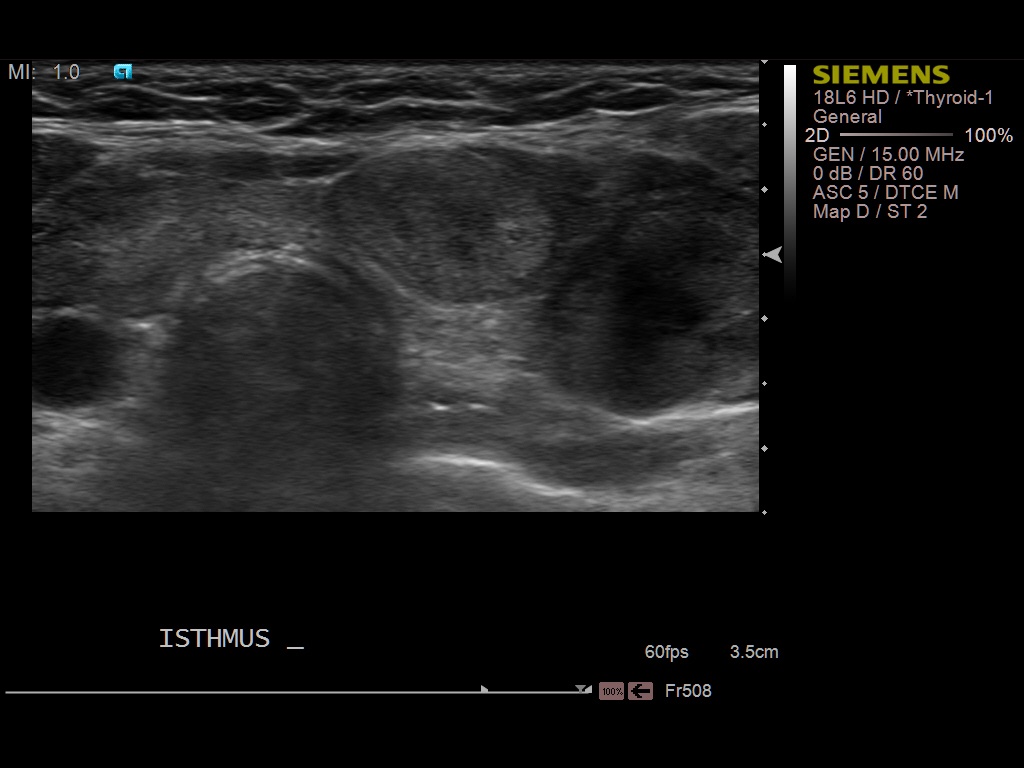 MI: 1.0
SIEMENS
18L6 HD / *Thyroid-1
General
2D 100%
GEN / 15.00 MHz
0 dB / DR 60
ASC 5 / DTCE M
Map D / ST 2
ISTHMUS _
60fps 3.5cm
100% Fr508